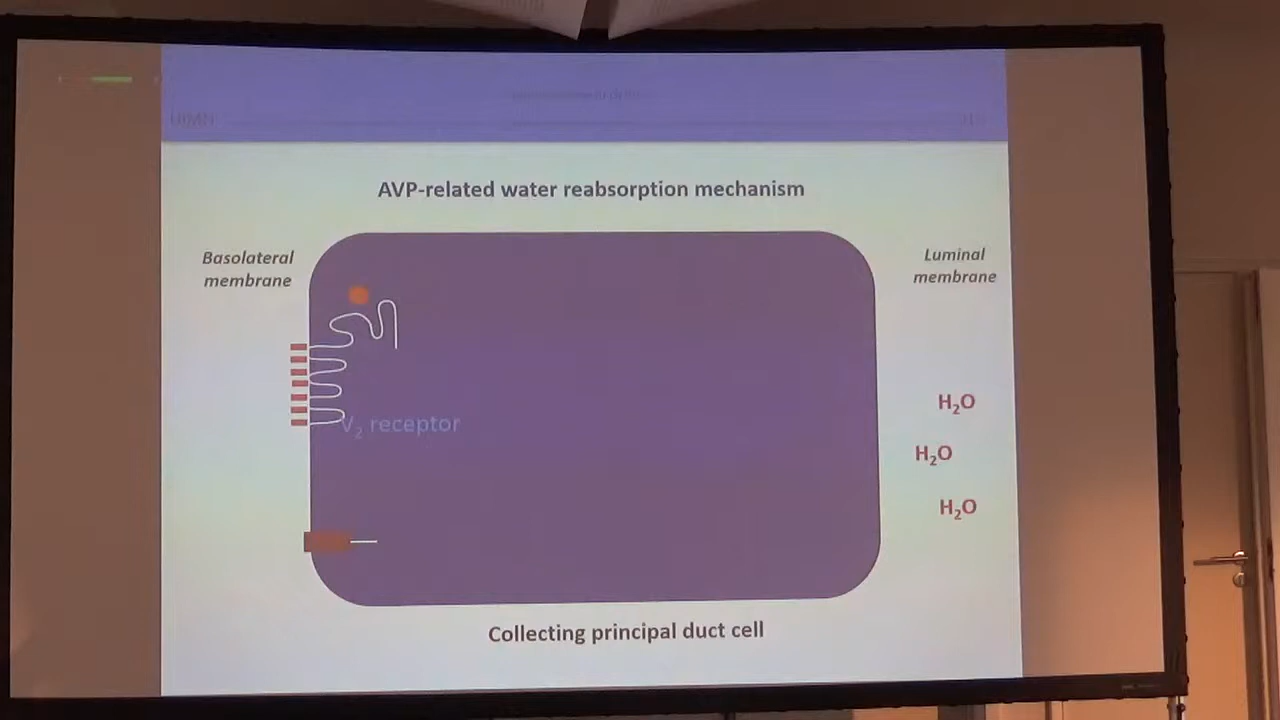 AVP-related water reabsorption mechanism
Basolateral
membrane
Luminal
membrane
V₂ receptor
H₂O
H₂O
H₂O
Collecting principal duct cell